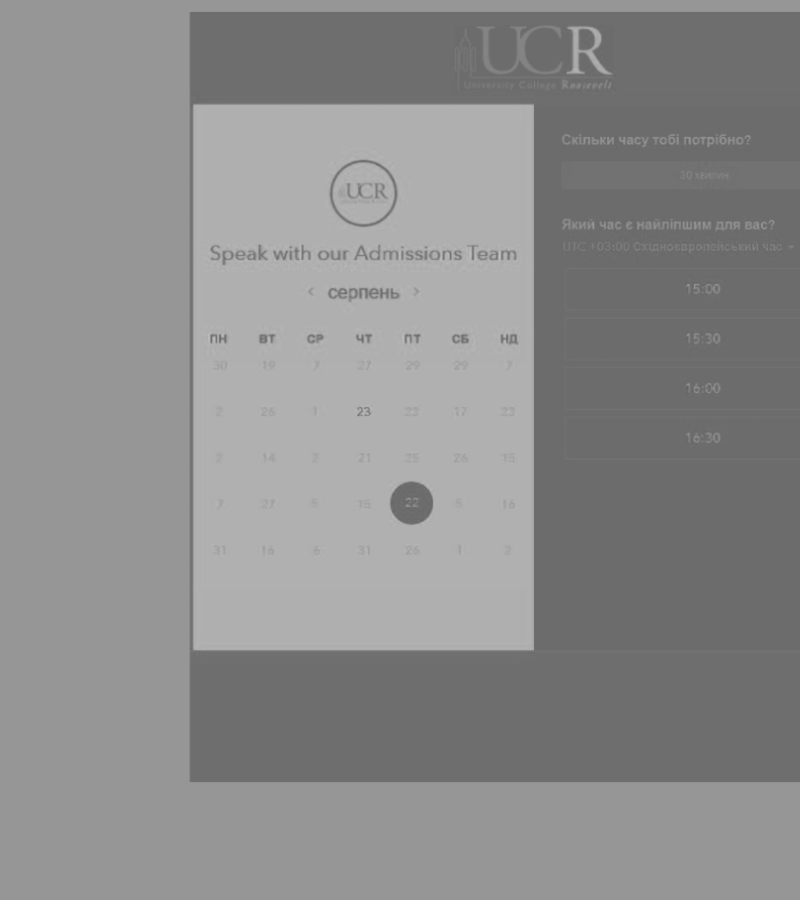 UCR
University College Roosevelt
UCR
Speak with our Admissions Team
< серпень >
ПН ВТ СР ЧТ ПТ СБ НД
30 19 7 27 29 29 7
2 26 1 23 22 17 22
2 14 2 21 25 26 15
7 27 5 15 22 5 16
31 16 6 31 26 1 2
Скільки часу тобі потрібно?
30 хвилин
Який час є найліпшим для вас?
UTC +03:00 Східноєвропейський час
15:00
15:30
16:00
16:30